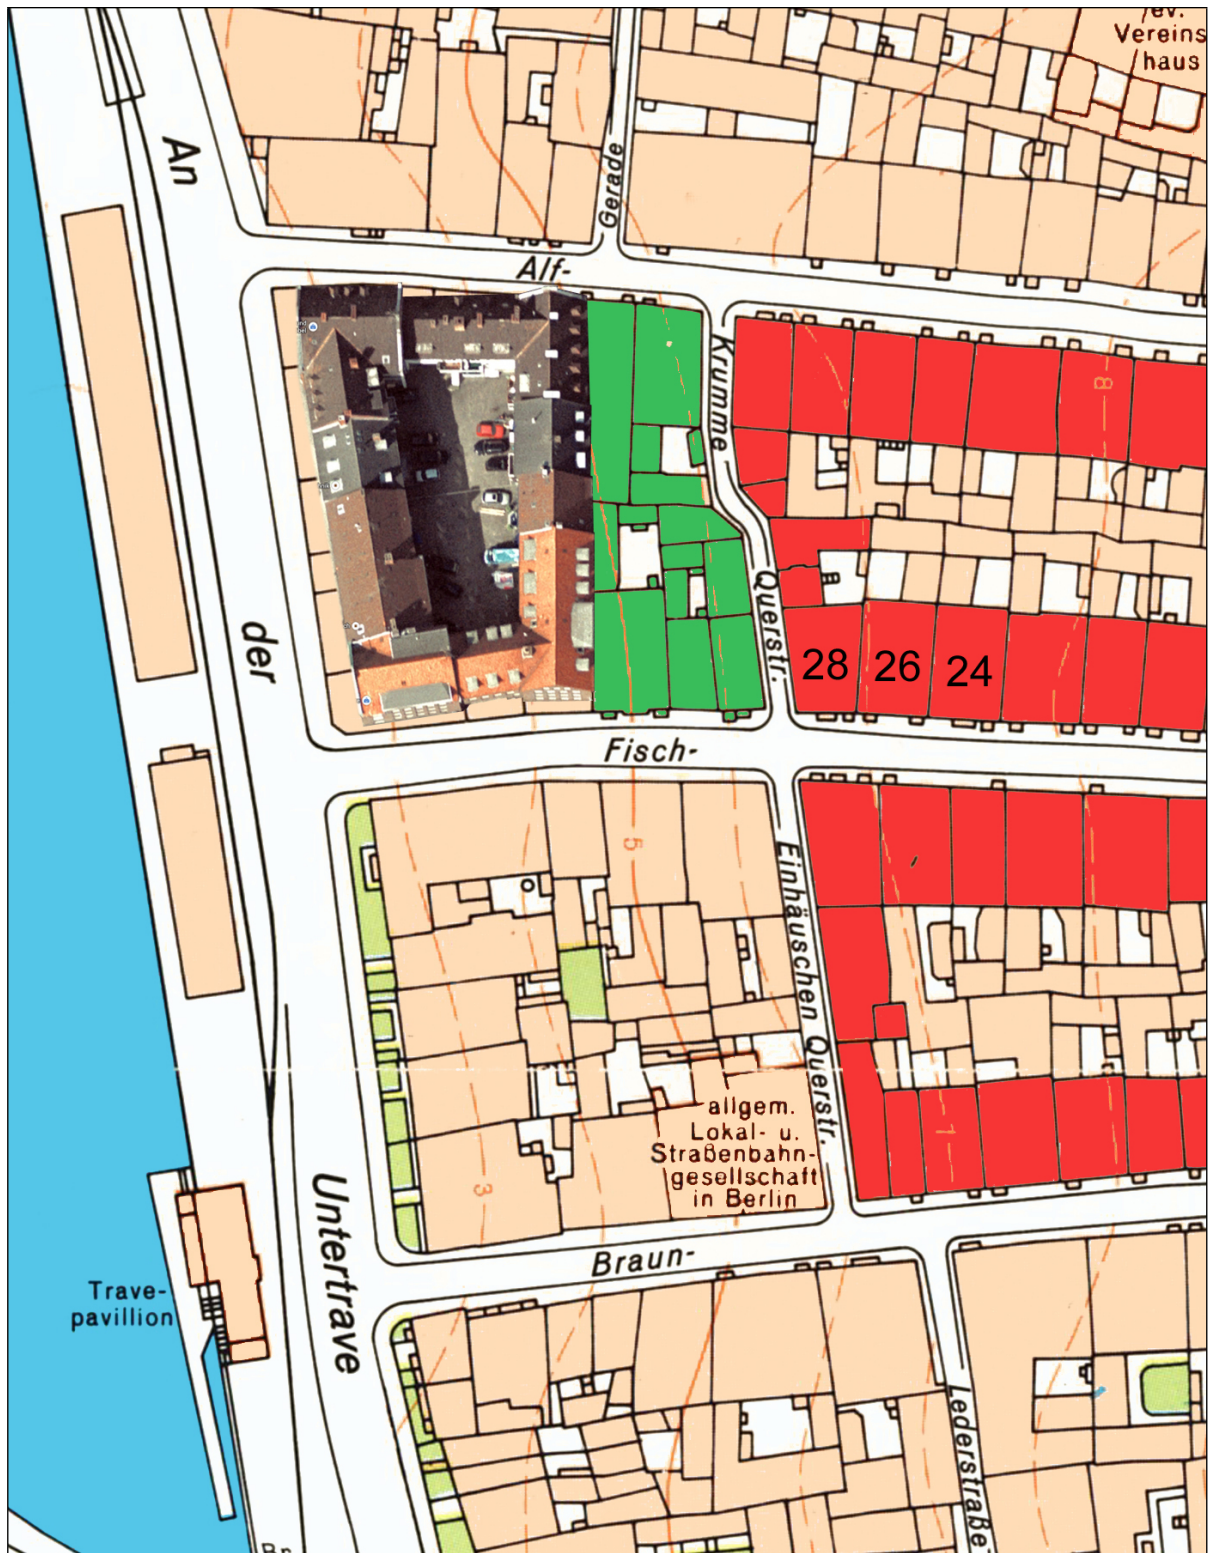 ev.
Vereins
haus
An
Gerade
Alf-
Krumme
8
der
Querstr.
28 26 24
Fisch-
5
Einhäuschen Querstr.
allgem.
Lokal- u.
Straßenbahn-
gesellschaft
in Berlin
1
3
Untertrave
Braun-
Trave-
pavillion
Lederstraße